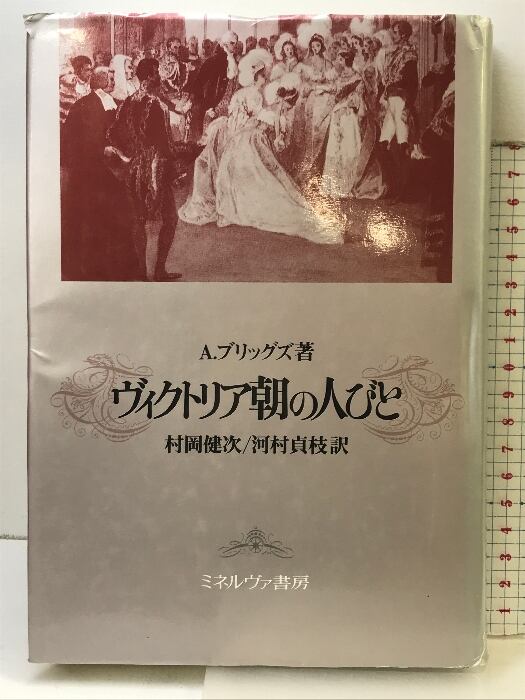 A.ブリッグズ著
ヴィクトリア朝の人びと
村岡健次/河村貞枝訳
ミネルヴァ書房